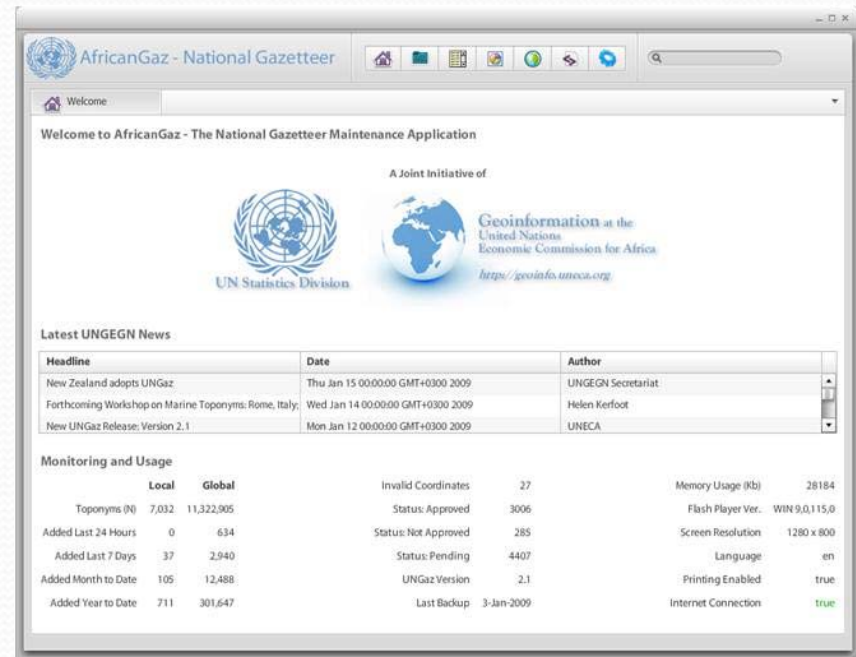 AfricanGaz - National Gazetteer
Welcome
Welcome to AfricanGaz - The National Gazetteer Maintenance Application
A Joint Initiative of
UN Statistics Division
Geoinformation at the
United Nations
Economic Commission for Africa
http://geoinfo.uneca.org
Latest UNGEGN News
Headline Date Author
New Zealand adopts UNGaz Thu Jan 15 00:00:00 GMT+0300 2009 UNGEGN Secretariat
Forthcoming Workshop on Marine Toponyms: Rome, Italy; Wed Jan 14 00:00:00 GMT+0300 2009 Helen Kerfoot
New UNGaz Release: Version 2.1 Mon Jan 12 00:00:00 GMT+0300 2009 UNECA
Monitoring and Usage
Local Global Invalid Coordinates 27 Memory Usage (Kb) 28184
Toponyms (N) 7,032 11,322,905 Status: Approved 3006 Flash Player Ver. WIN 9,0,115,0
Added Last 24 Hours 0 634 Status: Not Approved 285 Screen Resolution 1280 x 800
Added Last 7 Days 37 2,940 Status: Pending 4407 Language en
Added Month to Date 105 12,488 UNGaz Version 2.1 Printing Enabled true
Added Year to Date 711 301,647 Last Backup 3-Jan-2009 Internet Connection true